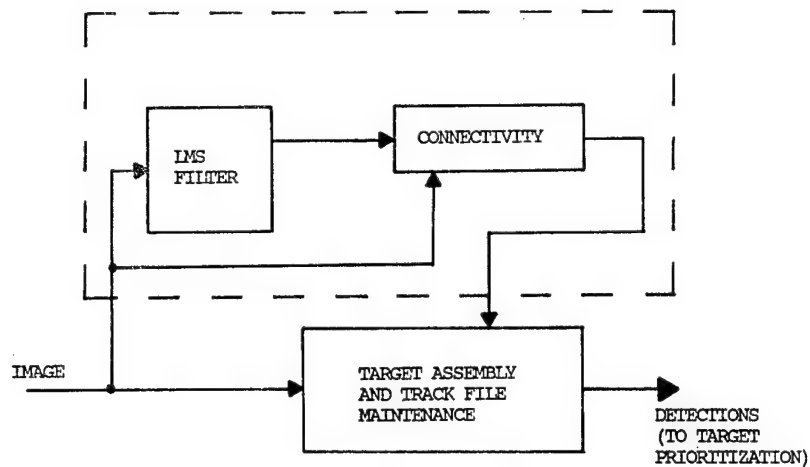 LMS
FILTER
CONNECTIVITY
IMAGE
TARGET ASSEMBLY
AND TRACK FILE
MAINTENANCE
DETECTIONS
(TO TARGET
PRIORITIZATION)